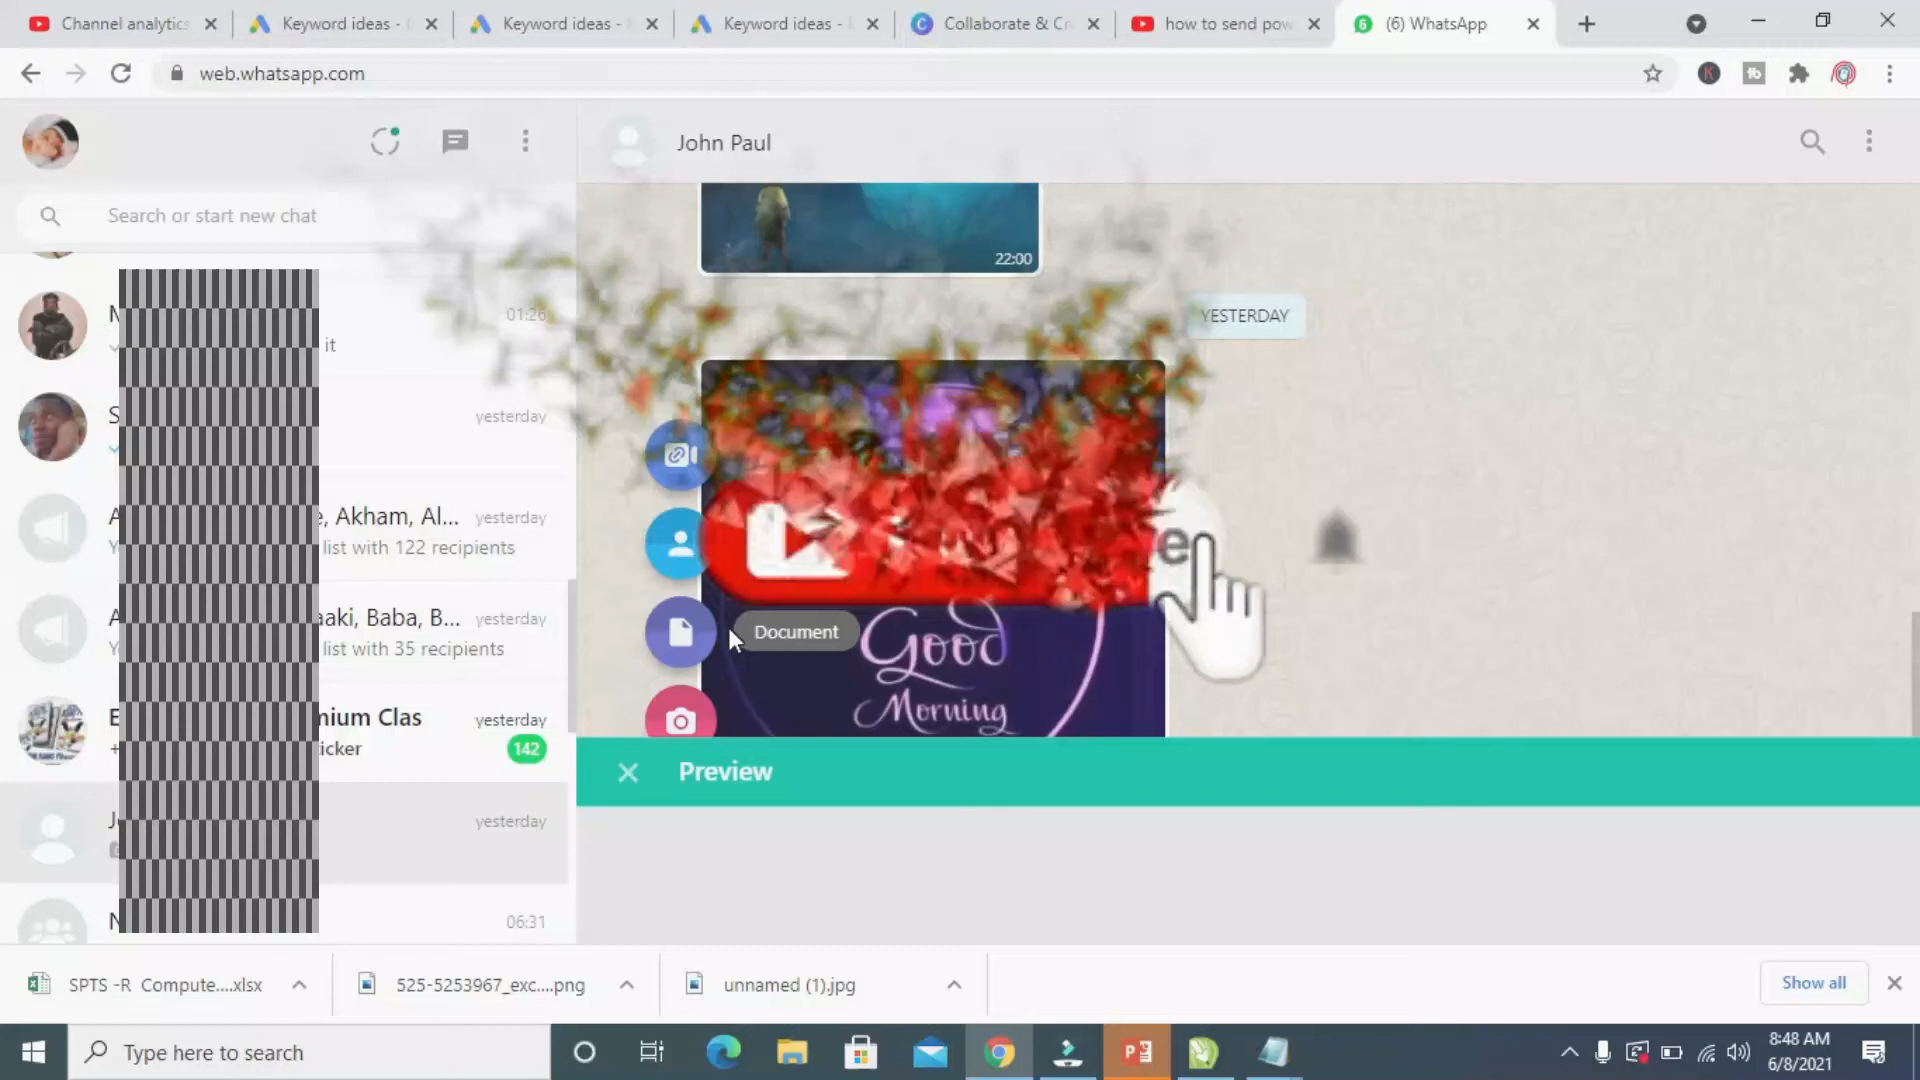 Channel analytics
Keyword ideas -
Keyword ideas -
Keyword ideas -
Collaborate & Cr
how to send pow
(6) WhatsApp
web.whatsapp.com
John Paul
Search or start new chat
22:00
YESTERDAY
01:26
it
yesterday
e, Akham, Al...
yesterday
list with 122 recipients
aaki, Baba, B...
yesterday
list with 35 recipients
mium Clas
yesterday
icker
142
yesterday
06:31
Document
Good
Morning
Preview
SPTS -R Compute....xlsx
525-5253967_exc....png
unnamed (1).jpg
Show all
Type here to search
8:48 AM
6/8/2021